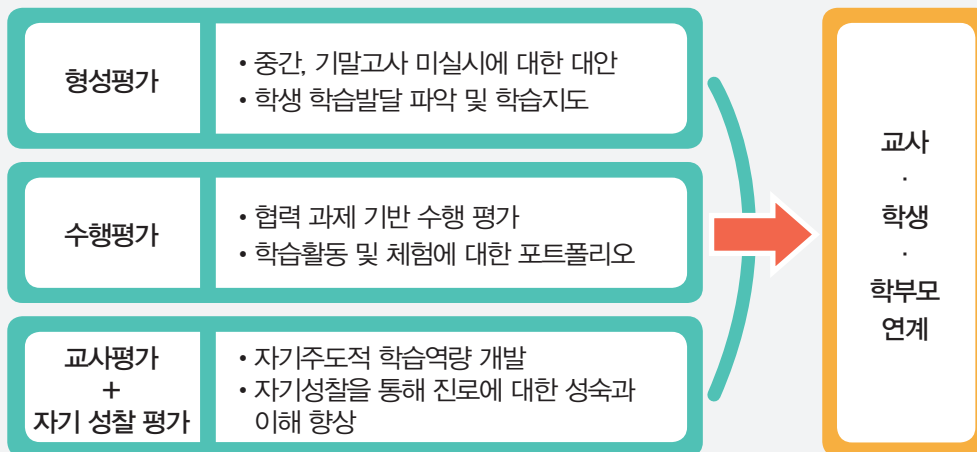 형성평가
• 중간, 기말고사 미실시에 대한 대안
• 학생 학습발달 파악 및 학습지도
수행평가
• 협력 과제 기반 수행 평가
• 학습활동 및 체험에 대한 포트폴리오
교사평가
+
자기 성찰 평가
• 자기주도적 학습역량 개발
• 자기성찰을 통해 진로에 대한 성숙과
이해 향상
교사
·
학생
·
학부모
연계